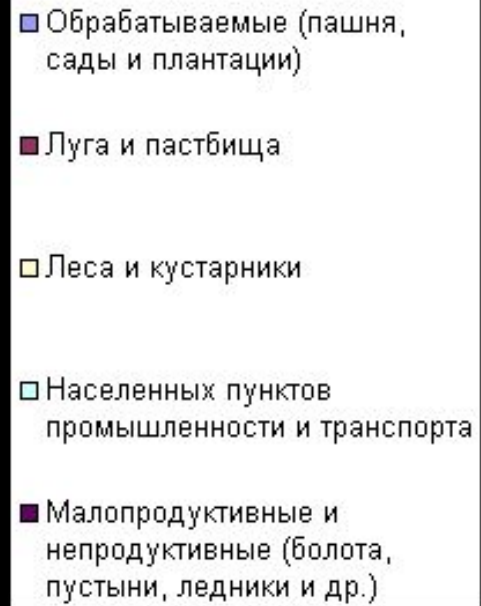 Обрабатываемые (пашня,
сады и плантации)
Луга и пастбища
Леса и кустарники
Населенных пунктов
промышленности и транспорта
Малопродуктивные и
непродуктивные (болота,
пустыни, ледники и др.)